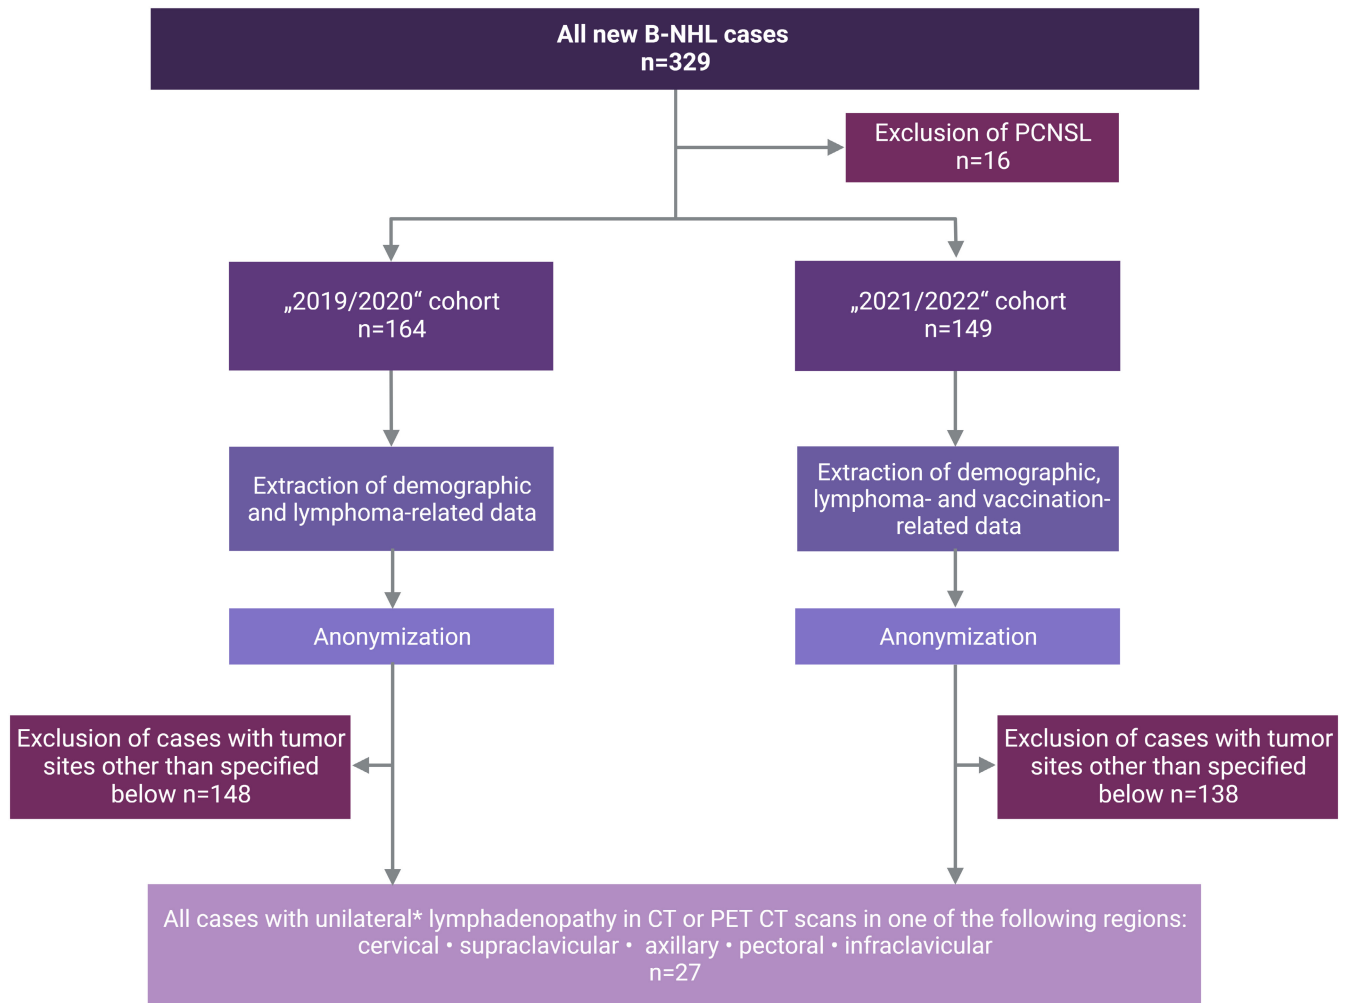 All new B-NHL cases
n=329
Exclusion of PCNSL
n=16
„2019/2020“ cohort
n=164
„2021/2022“ cohort
n=149
Extraction of demographic
and lymphoma-related data
Extraction of demographic,
lymphoma- and vaccination-
related data
Anonymization
Anonymization
Exclusion of cases with tumor
sites other than specified
below n=148
Exclusion of cases with tumor
sites other than specified
below n=138
All cases with unilateral* lymphadenopathy in CT or PET CT scans in one of the following regions:
cervical • supraclavicular • axillary • pectoral • infraclavicular
n=27